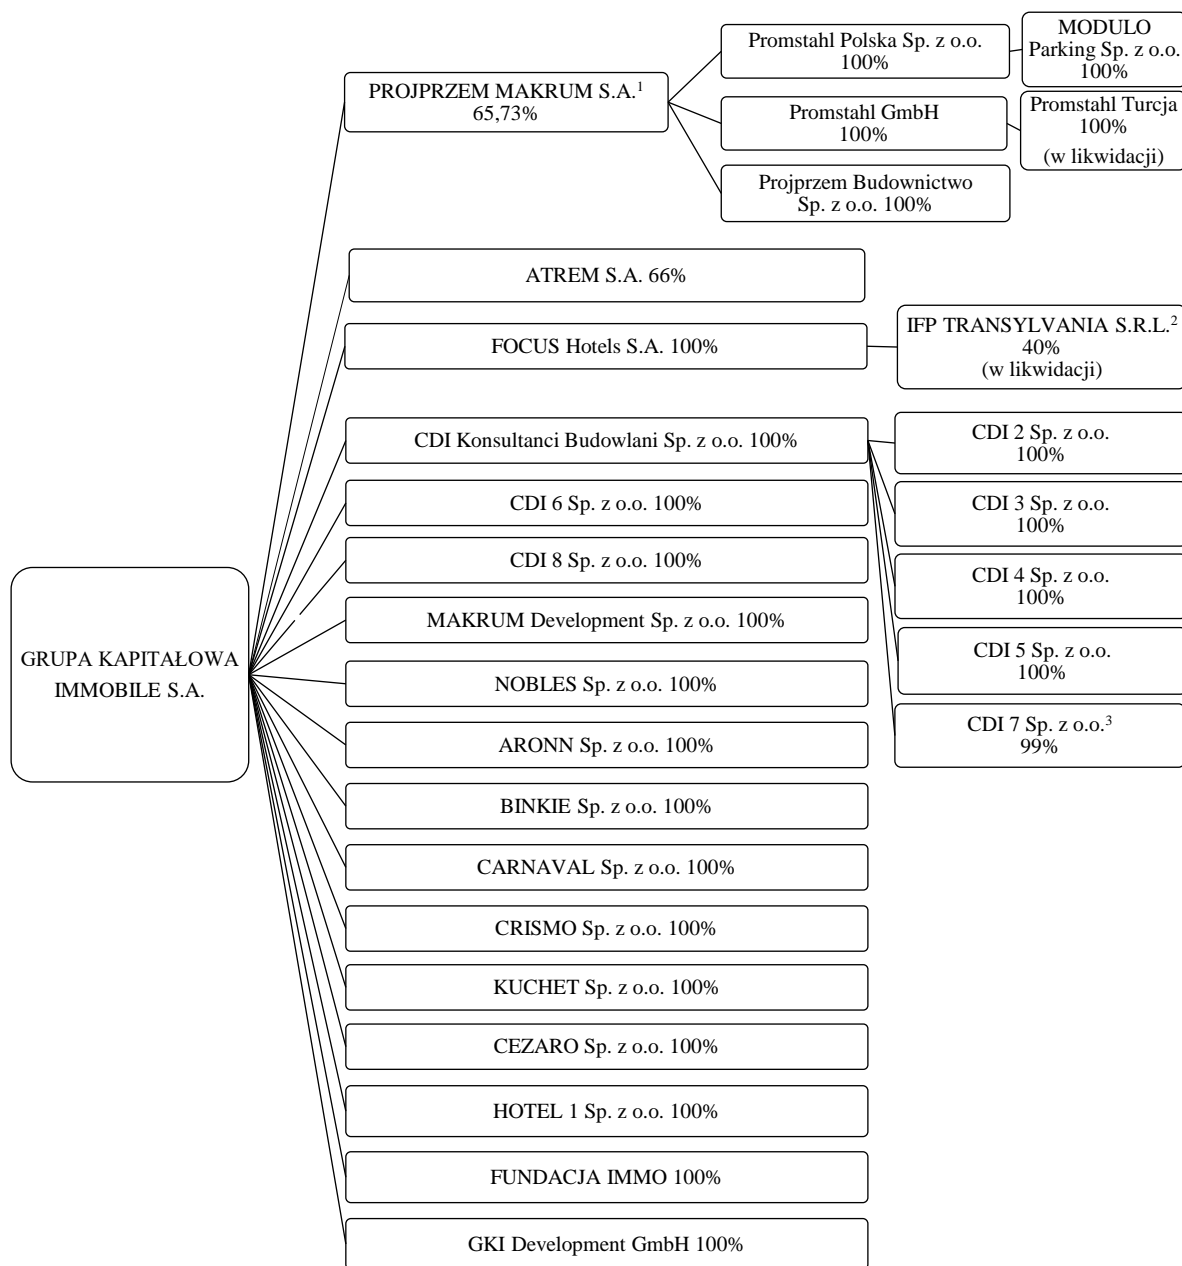 GRUPA KAPITAŁOWA
IMMOBILE S.A.
PROJPRZEM MAKRUM S.A.¹
65,73%
Promstahl Polska Sp. z o.o.
100%
MODULO
Parking Sp. z o.o.
100%
Promstahl GmbH
100%
Promstahl Turcja
100%
(w likwidacji)
Projprzem Budownictwo
Sp. z o.o. 100%
ATREM S.A. 66%
FOCUS Hotels S.A. 100%
IFP TRANSYLVANIA S.R.L.²
40%
(w likwidacji)
CDI Konsultanci Budowlani Sp. z o.o. 100%
CDI 2 Sp. z o.o.
100%
CDI 3 Sp. z o.o.
100%
CDI 4 Sp. z o.o.
100%
CDI 5 Sp. z o.o.
100%
CDI 7 Sp. z o.o.³
99%
CDI 6 Sp. z o.o. 100%
CDI 8 Sp. z o.o. 100%
MAKRUM Development Sp. z o.o. 100%
NOBLES Sp. z o.o. 100%
ARONN Sp. z o.o. 100%
BINKIE Sp. z o.o. 100%
CARNAVAL Sp. z o.o. 100%
CRISMO Sp. z o.o. 100%
KUCHET Sp. z o.o. 100%
CEZARO Sp. z o.o. 100%
HOTEL 1 Sp. z o.o. 100%
FUNDACJA IMMO 100%
GKI Development GmbH 100%